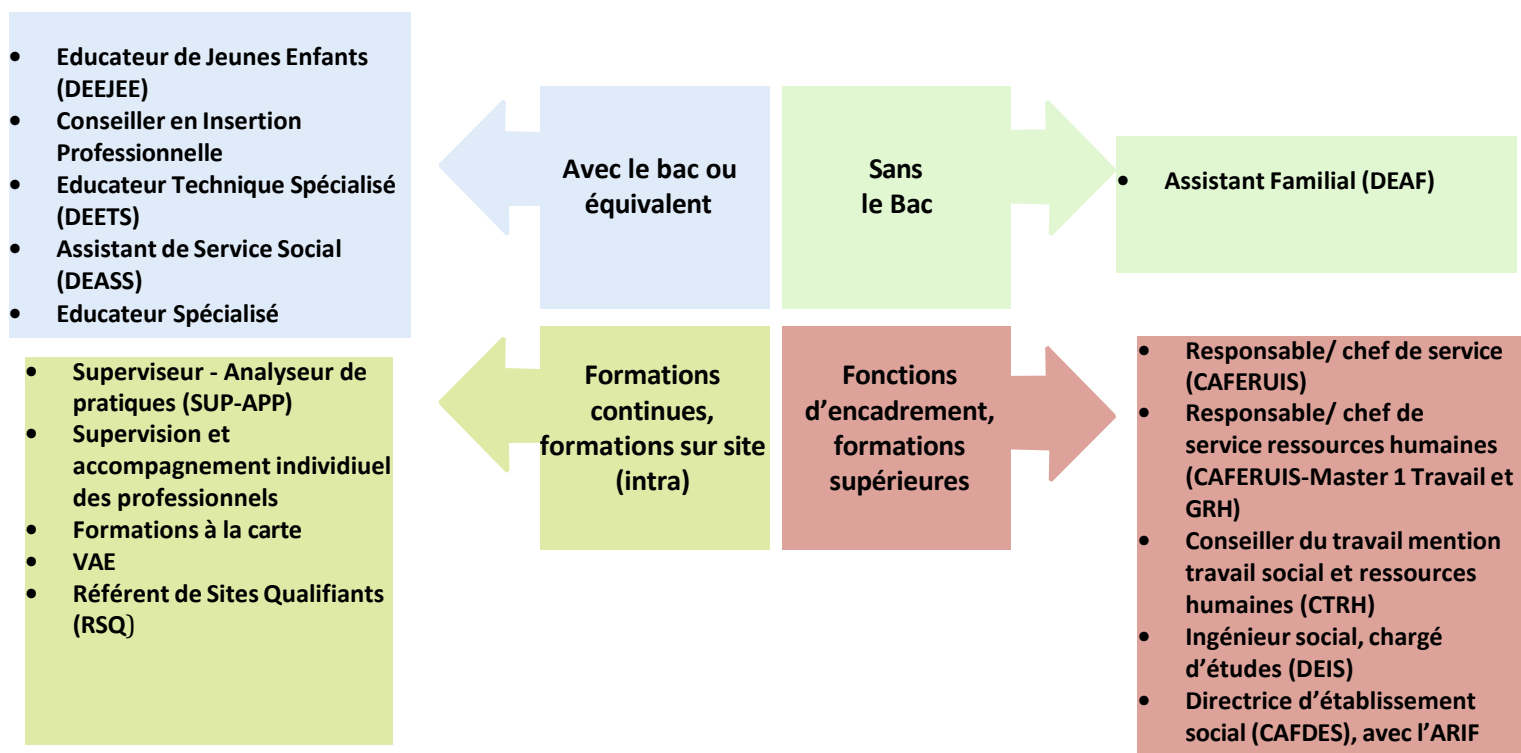 • Educateur de Jeunes Enfants
(DEEJEE)
• Conseiller en Insertion
Professionnelle
• Educateur Technique Spécialisé
(DEETS)
• Assistant de Service Social
(DEASS)
• Educateur Spécialisé
Avec le bac ou
équivalent
Sans
le Bac
• Assistant Familial (DEAF)
• Superviseur - Analyseur de
pratiques (SUP-APP)
• Supervision et
accompagnement individiuel
des professionnels
• Formations à la carte
• VAE
• Référent de Sites Qualifiants
(RSQ)
Formations
continues,
formations sur site
(intra)
Fonctions
d’encadrement,
formations
supérieures
• Responsable/ chef de service
(CAFERUIS)
• Responsable/ chef de
service ressources humaines
(CAFERUIS-Master 1 Travail et
GRH)
• Conseiller du travail mention
travail social et ressources
humaines (CTRH)
• Ingénieur social, chargé
d’études (DEIS)
• Directrice d’établissement
social (CAFDES), avec l’ARIF